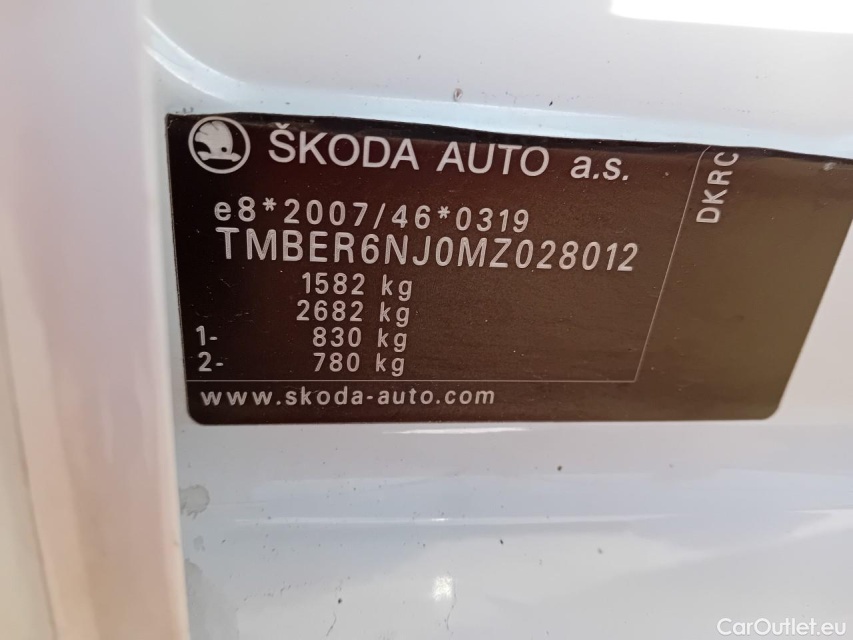 ŠKODA AUTO a.s.
e8*2007/46*0319
TMBER6NJ0MZ028012
1582 kg
2682 kg
1- 830 kg
2- 780 kg
www.skoda-auto.com
DKRC
CarOutlet.eu